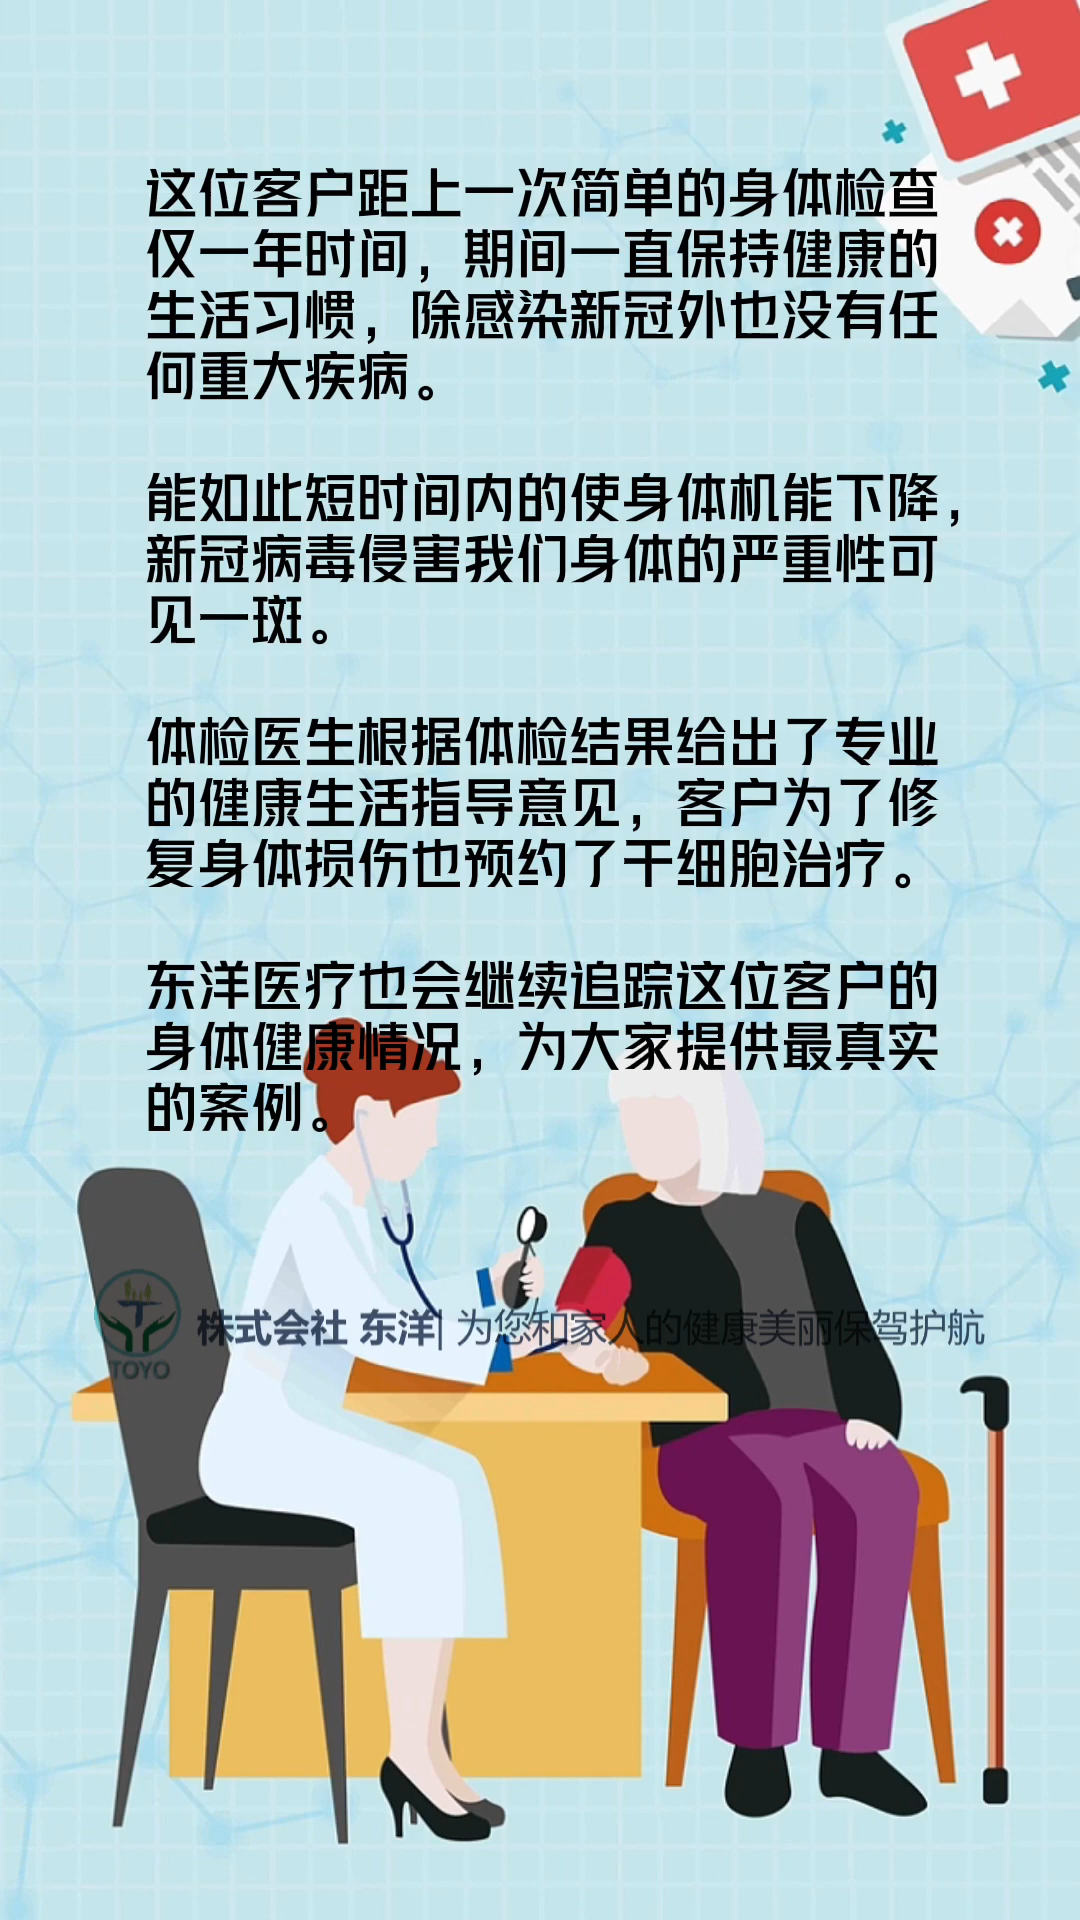 这位客户距上一次简单的身体检查
仅一年时间，期间一直保持健康的
生活习惯，除感染新冠外也没有任
何重大疾病。
能如此短时间内的使身体机能下降，
新冠病毒侵害我们身体的严重性可
见一斑。
体检医生根据体检结果给出了专业
的健康生活指导意见，客户为了修
复身体损伤也预约了干细胞治疗。
东洋医疗也会继续追踪这位客户的
身体健康情况，为大家提供最真实
的案例。
株式会社 东洋| 为您和家人的健康美丽保驾护航
TOYO